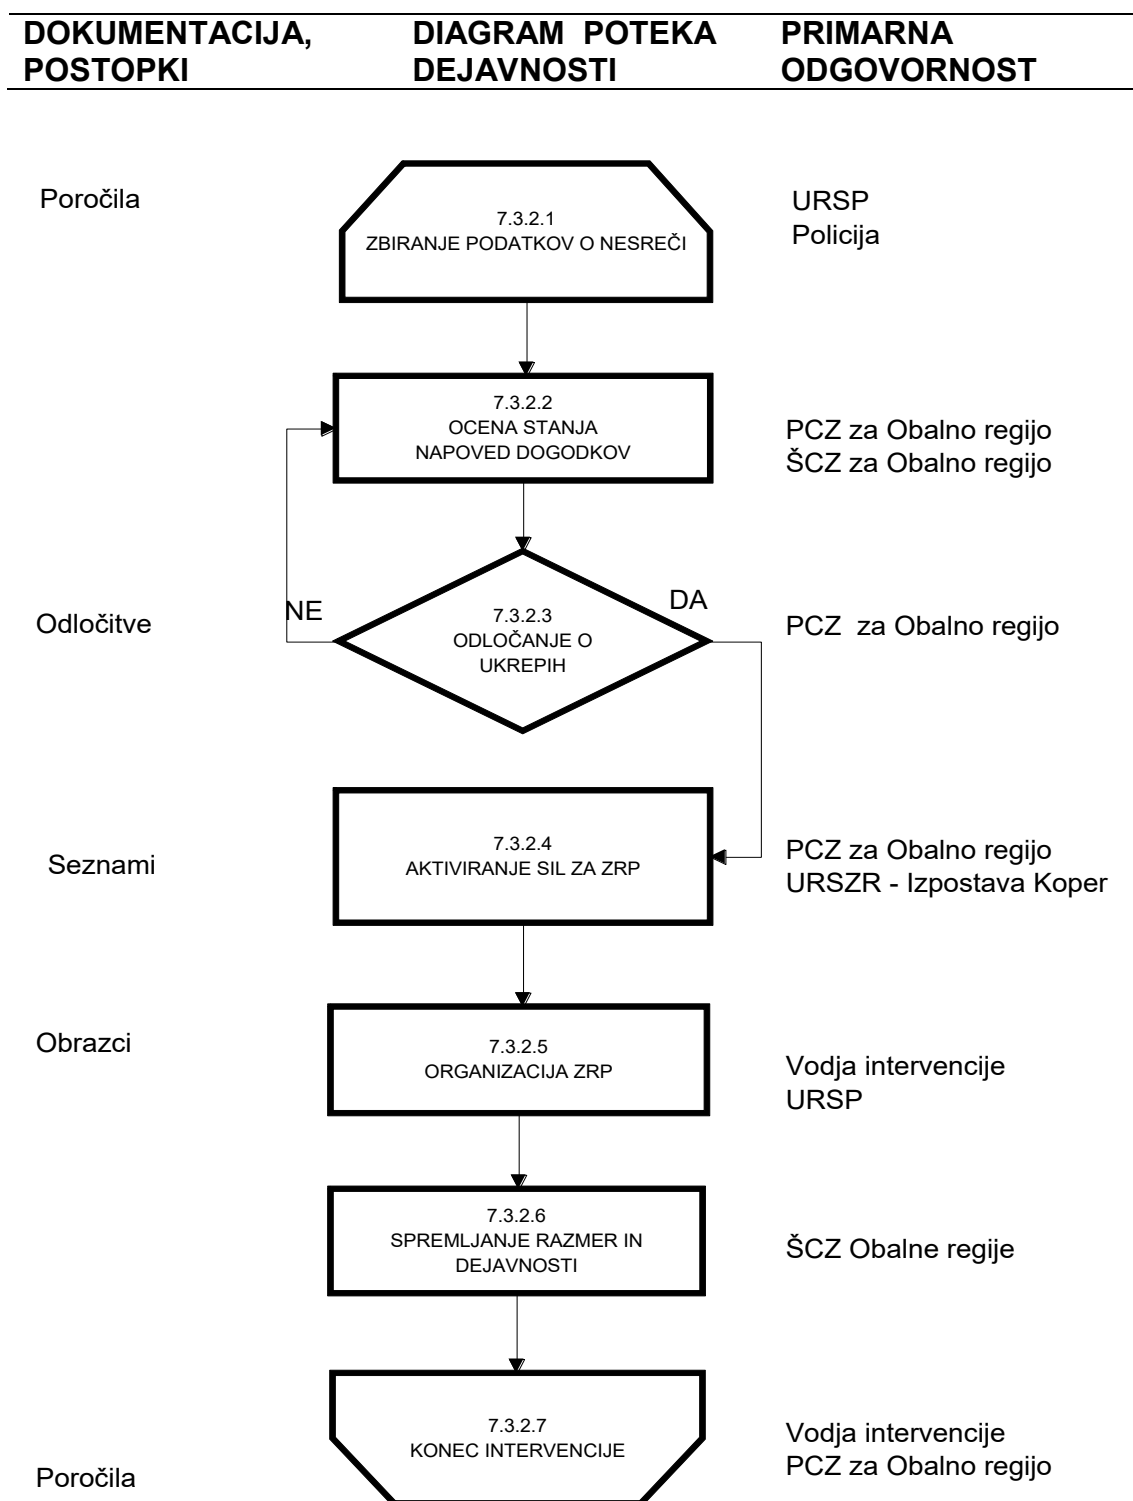 DOKUMENTACIJA, DIAGRAM POTEKA PRIMARNA
POSTOPKI DEJAVNOSTI ODGOVORNOST
Poročila
7.3.2.1
ZBIRANJE PODATKOV O NESREČI
URSP
Policija
7.3.2.2
OCENA STANJA
NAPOVED DOGODKOV
PCZ za Obalno regijo
ŠCZ za Obalno regijo
Odločitve
NE
7.3.2.3
ODLOČANJE O
UKREPIH
DA
PCZ za Obalno regijo
Seznami
7.3.2.4
AKTIVIRANJE SIL ZA ZRP
PCZ za Obalno regijo
URSZR - Izpostava Koper
Obrazci
7.3.2.5
ORGANIZACIJA ZRP
Vodja intervencije
URSP
7.3.2.6
SPREMLJANJE RAZMER IN
DEJAVNOSTI
ŠCZ Obalne regije
7.3.2.7
KONEC INTERVENCIJE
Vodja intervencije
PCZ za Obalno regijo
Poročila